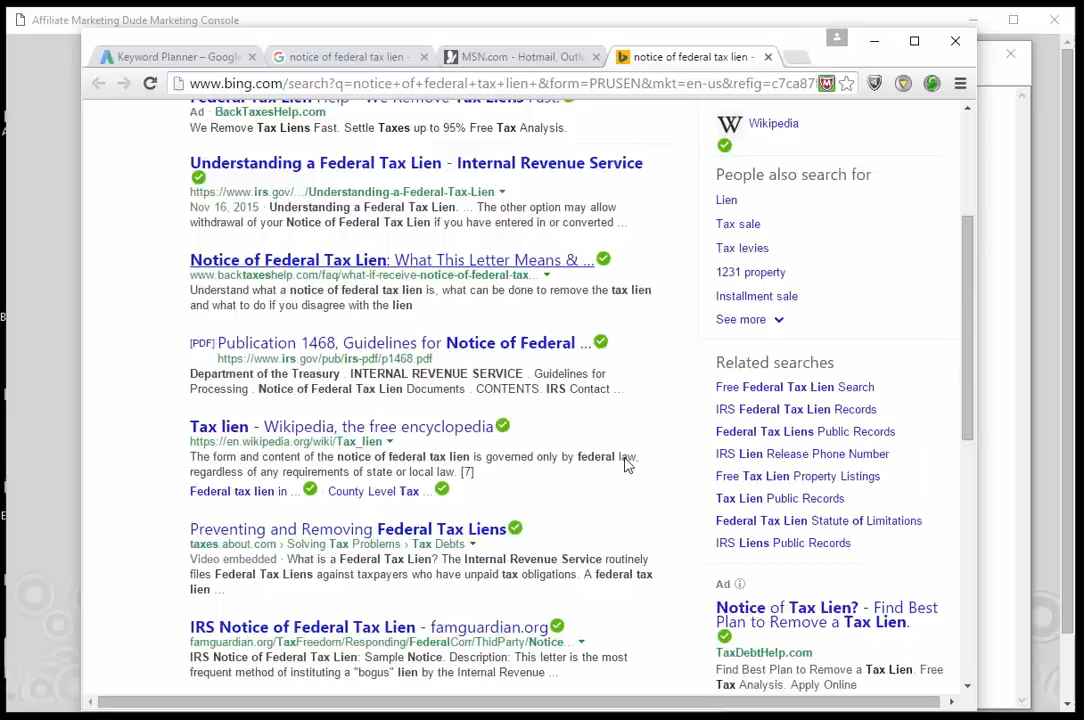 Affiliate Marketing Dude Marketing Console
Keyword Planner – Google
notice of federal tax lien -
MSN.com - Hotmail, Outl
notice of federal tax lien -
www.bing.com/search?q=notice+of+federal+tax+lien+&form=PRUSEN&mkt=en-us&refig=c7ca87
Federal Tax Lien Help - We Remove Tax Liens Fast.
Ad · BackTaxesHelp.com
We Remove Tax Liens Fast. Settle Taxes up to 95% Free Tax Analysis.
Understanding a Federal Tax Lien - Internal Revenue Service
https://www.irs.gov/.../Understanding-a-Federal-Tax-Lien
Nov 16, 2015 · Understanding a Federal Tax Lien. ... The other option may allow
withdrawal of your Notice of Federal Tax Lien if you have entered in or converted ...
Notice of Federal Tax Lien: What This Letter Means & ...
www.backtaxeshelp.com/faq/what-if-receive-notice-of-federal-tax...
Understand what a notice of federal tax lien is, what can be done to remove the tax lien
and what to do if you disagree with the lien
[PDF] Publication 1468, Guidelines for Notice of Federal ...
https://www.irs.gov/pub/irs-pdf/p1468.pdf
Department of the Treasury . INTERNAL REVENUE SERVICE . Guidelines for
Processing . Notice of Federal Tax Lien Documents . CONTENTS. IRS Contact ...
Tax lien - Wikipedia, the free encyclopedia
https://en.wikipedia.org/wiki/Tax_lien
The form and content of the notice of federal tax lien is governed only by federal law,
regardless of any requirements of state or local law. [7]
Federal tax lien in ... · County Level Tax ...
Preventing and Removing Federal Tax Liens
taxes.about.com › Solving Tax Problems › Tax Debts
Video embedded · What is a Federal Tax Lien? The Internal Revenue Service routinely
files Federal Tax Liens against taxpayers who have unpaid tax obligations. A federal tax
lien ...
IRS Notice of Federal Tax Lien - famguardian.org
famguardian.org/TaxFreedom/Responding/FederalCorr/ThidParty/Notice...
IRS Notice of Federal Tax Lien: Sample Notice. Description: This letter is the most
frequent method of instituting a "bogus" lien by the Internal Revenue ...
W Wikipedia
People also search for
Lien
Tax sale
Tax levies
1231 property
Installment sale
See more
Related searches
Free Federal Tax Lien Search
IRS Federal Tax Lien Records
Federal Tax Liens Public Records
IRS Lien Release Phone Number
Free Tax Lien Property Listings
Tax Lien Public Records
Federal Tax Lien Statute of Limitations
IRS Liens Public Records
Ad
Notice of Tax Lien? - Find Best
Plan to Remove a Tax Lien.
TaxDebtHelp.com
Find Best Plan to Remove a Tax Lien. Free
Tax Analysis. Apply Online